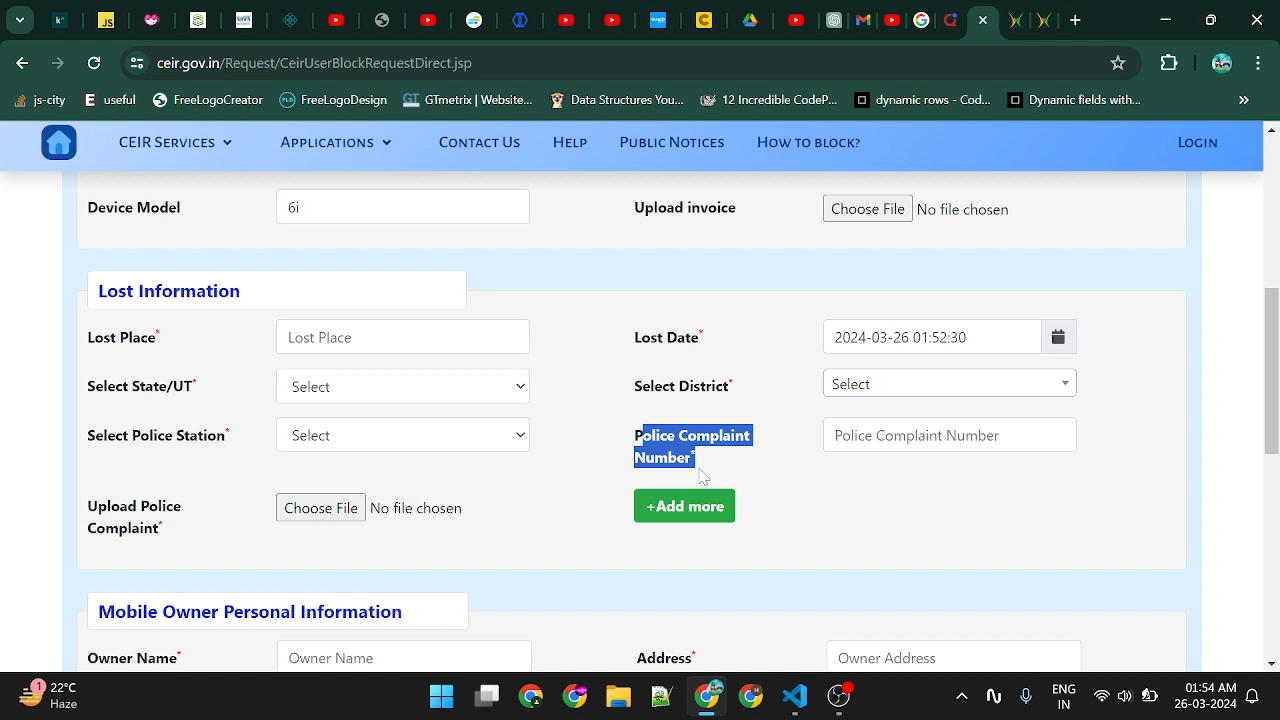 ceir.gov.in/Request/CeirUserBlockRequestDirect.jsp
js-city
useful
FreeLogoCreator
FreeLogoDesign
GTmetrix | Website...
Data Structures You...
12 Incredible CodeP...
dynamic rows - Cod...
Dynamic fields with...
CEIR Services
Applications
Contact Us
Help
Public Notices
How to block?
Login
Device Model
6i
Upload invoice
Choose File No file chosen
Lost Information
Lost Place*
Lost Place
Lost Date*
2024-03-26 01:52:30
Select State/UT*
Select
Select District*
Select
Select Police Station*
Select
Police Complaint
Number*
Police Complaint Number
Upload Police
Complaint*
Choose File No file chosen
+Add more
Mobile Owner Personal Information
Owner Name*
Owner Name
Address*
Owner Address
1
22°C
Haze
ENG
IN
01:54 AM
26-03-2024